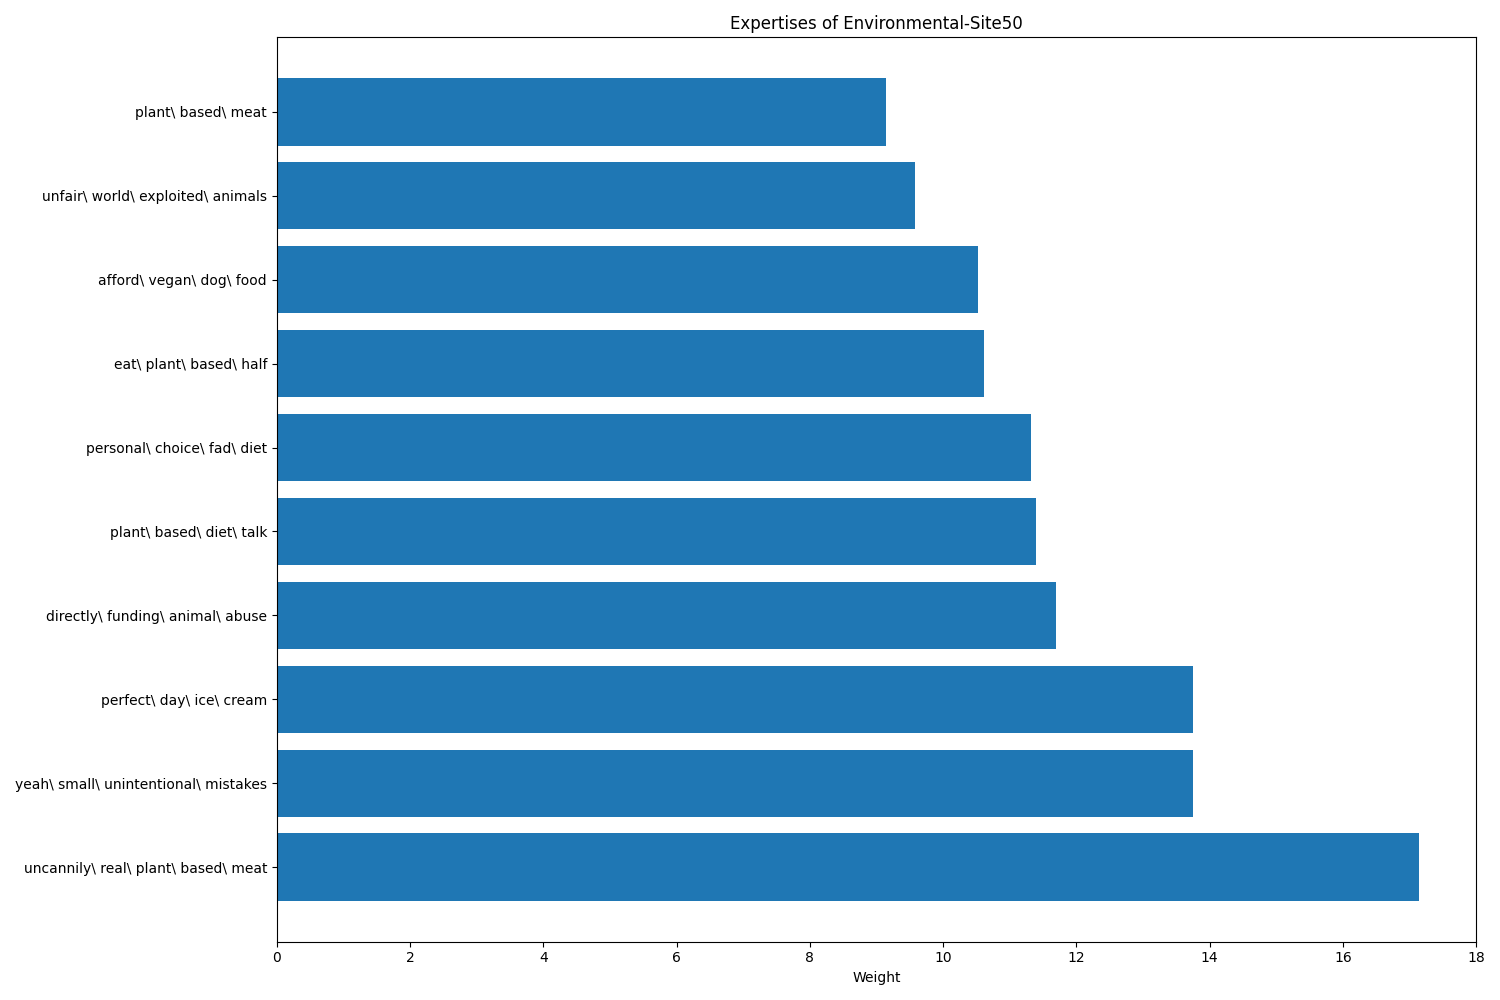 Expertises of Environmental-Site50
plant\ based\ meat
unfair\ world\ exploited\ animals
afford\ vegan\ dog\ food
eat\ plant\ based\ half
personal\ choice\ fad\ diet
plant\ based\ diet\ talk
directly\ funding\ animal\ abuse
perfect\ day\ ice\ cream
yeah\ small\ unintentional\ mistakes
uncannily\ real\ plant\ based\ meat
0 2 4 6 8 10 12 14 16 18
Weight